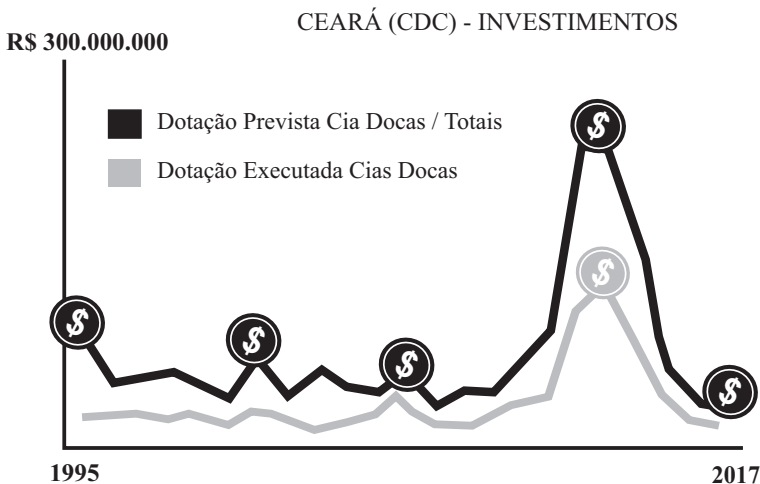 CEARÁ (CDC) - INVESTIMENTOS
R$ 300.000.000
Dotação Prevista Cia Docas / Totais
Dotação Executada Cias Docas
$
$
$
$
$
$
1995
2017